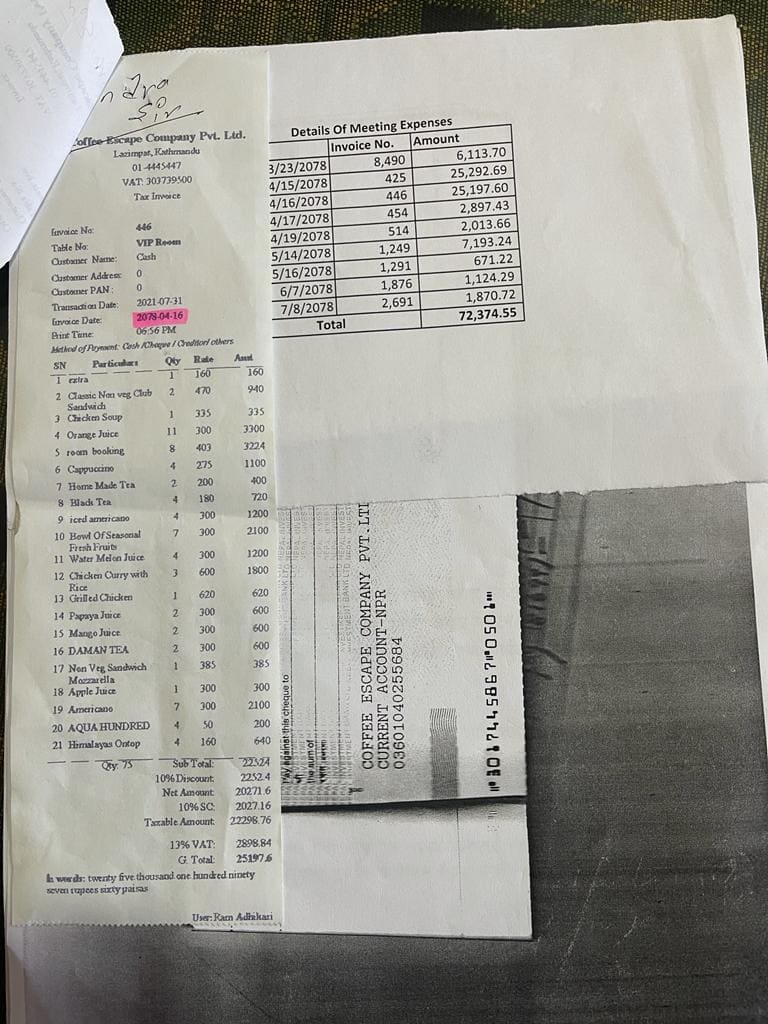 Sir
Coffee Escape Company Pvt. Ltd.
Lazimpat, Kathmandu
01-4445447
VAT: 303739500
Tax Invoice
Invoice No: 446
Table No: VIP Room
Customer Name: Cash
Customer Address: 0
Customer PAN : 0
Transaction Date: 2021-07-31
Invoice Date: 2078-04-16
Print Time: 06:56 PM
Method of Payment: Cash /Cheque / Creditor/ others
SN Particulars Qty Rate Amt
1 extra 1 160 160
2 Classic Non veg Club 2 470 940
Sandwich
3 Chicken Soup 1 335 335
4 Orange Juice 11 300 3300
5 room booking 8 403 3224
6 Cappuccino 4 275 1100
7 Home Made Tea 2 200 400
8 Black Tea 4 180 720
9 iced americano 4 300 1200
10 Bowl Of Seasonal 7 300 2100
Fresh Fruits
11 Water Melon Juice 4 300 1200
12 Chicken Curry with 3 600 1800
Rice
13 Grilled Chicken 1 620 620
14 Papaya Juice 2 300 600
15 Mango Juice 2 300 600
16 DAMAN TEA 2 300 600
17 Non Veg Sandwich 1 385 385
Mozzarella
18 Apple Juice 1 300 300
19 Americano 7 300 2100
20 AQUA HUNDRED 4 50 200
21 Himalayas Ontop 4 160 640
Qty: 75 Sub Total: 22524
10% Discount: 2252.4
Net Amount: 20271.6
10% SC: 2027.16
Taxable Amount: 22298.76
13% VAT: 2898.84
G. Total: 25197.6
In words: twenty five thousand one hundred ninety
seven rupees sixty paisas
User: Ram Adhikari
Details Of Meeting Expenses
Invoice No. Amount
3/23/2078 8,490 6,113.70
4/15/2078 425 25,292.69
4/16/2078 446 25,197.60
4/17/2078 454 2,897.43
4/19/2078 514 2,013.66
5/14/2078 1,249 7,193.24
5/16/2078 1,291 671.22
6/7/2078 1,876 1,124.29
7/8/2078 2,691 1,870.72
Total 72,374.55
Pay against this cheque to
the sum of
COFFEE ESCAPE COMPANY PVT.LTD
CURRENT ACCOUNT-NPR
03601040255684